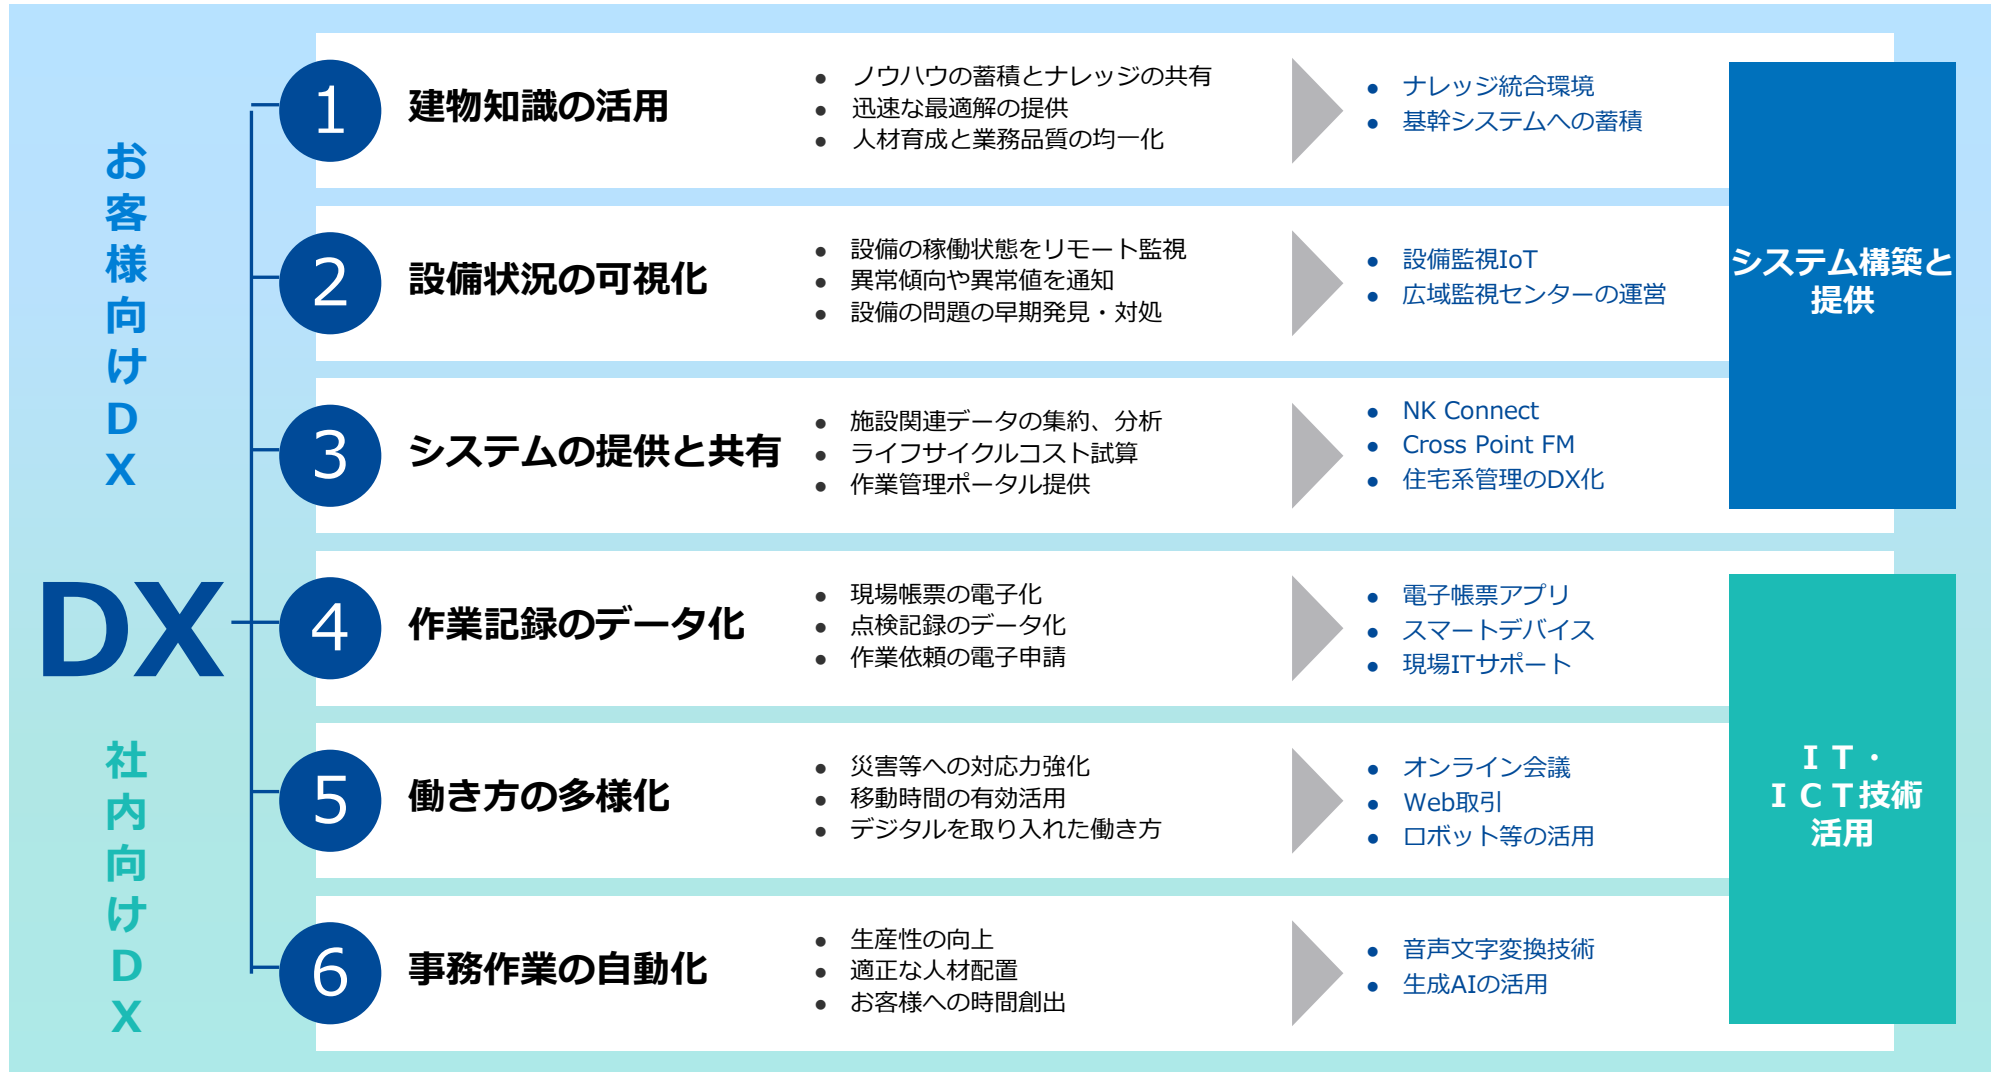 お客様向けDX
DX
社内向けDX
1
建物知識の活用
● ノウハウの蓄積とナレッジの共有
● 迅速な最適解の提供
● 人材育成と業務品質の均一化
● ナレッジ統合環境
● 基幹システムへの蓄積
2
設備状況の可視化
● 設備の稼働状態をリモート監視
● 異常傾向や異常値を通知
● 設備の問題の早期発見・対処
● 設備監視IoT
● 広域監視センターの運営
3
システムの提供と共有
● 施設関連データの集約、分析
● ライフサイクルコスト試算
● 作業管理ポータル提供
● NK Connect
● Cross Point FM
● 住宅系管理のDX化
システム構築と
提供
4
作業記録のデータ化
● 現場帳票の電子化
● 点検記録のデータ化
● 作業依頼の電子申請
● 電子帳票アプリ
● スマートデバイス
● 現場ITサポート
5
働き方の多様化
● 災害等への対応力強化
● 移動時間の有効活用
● デジタルを取り入れた働き方
● オンライン会議
● Web取引
● ロボット等の活用
6
事務作業の自動化
● 生産性の向上
● 適正な人材配置
● お客様への時間創出
● 音声文字変換技術
● 生成AIの活用
ＩＴ・
ＩＣＴ技術
活用